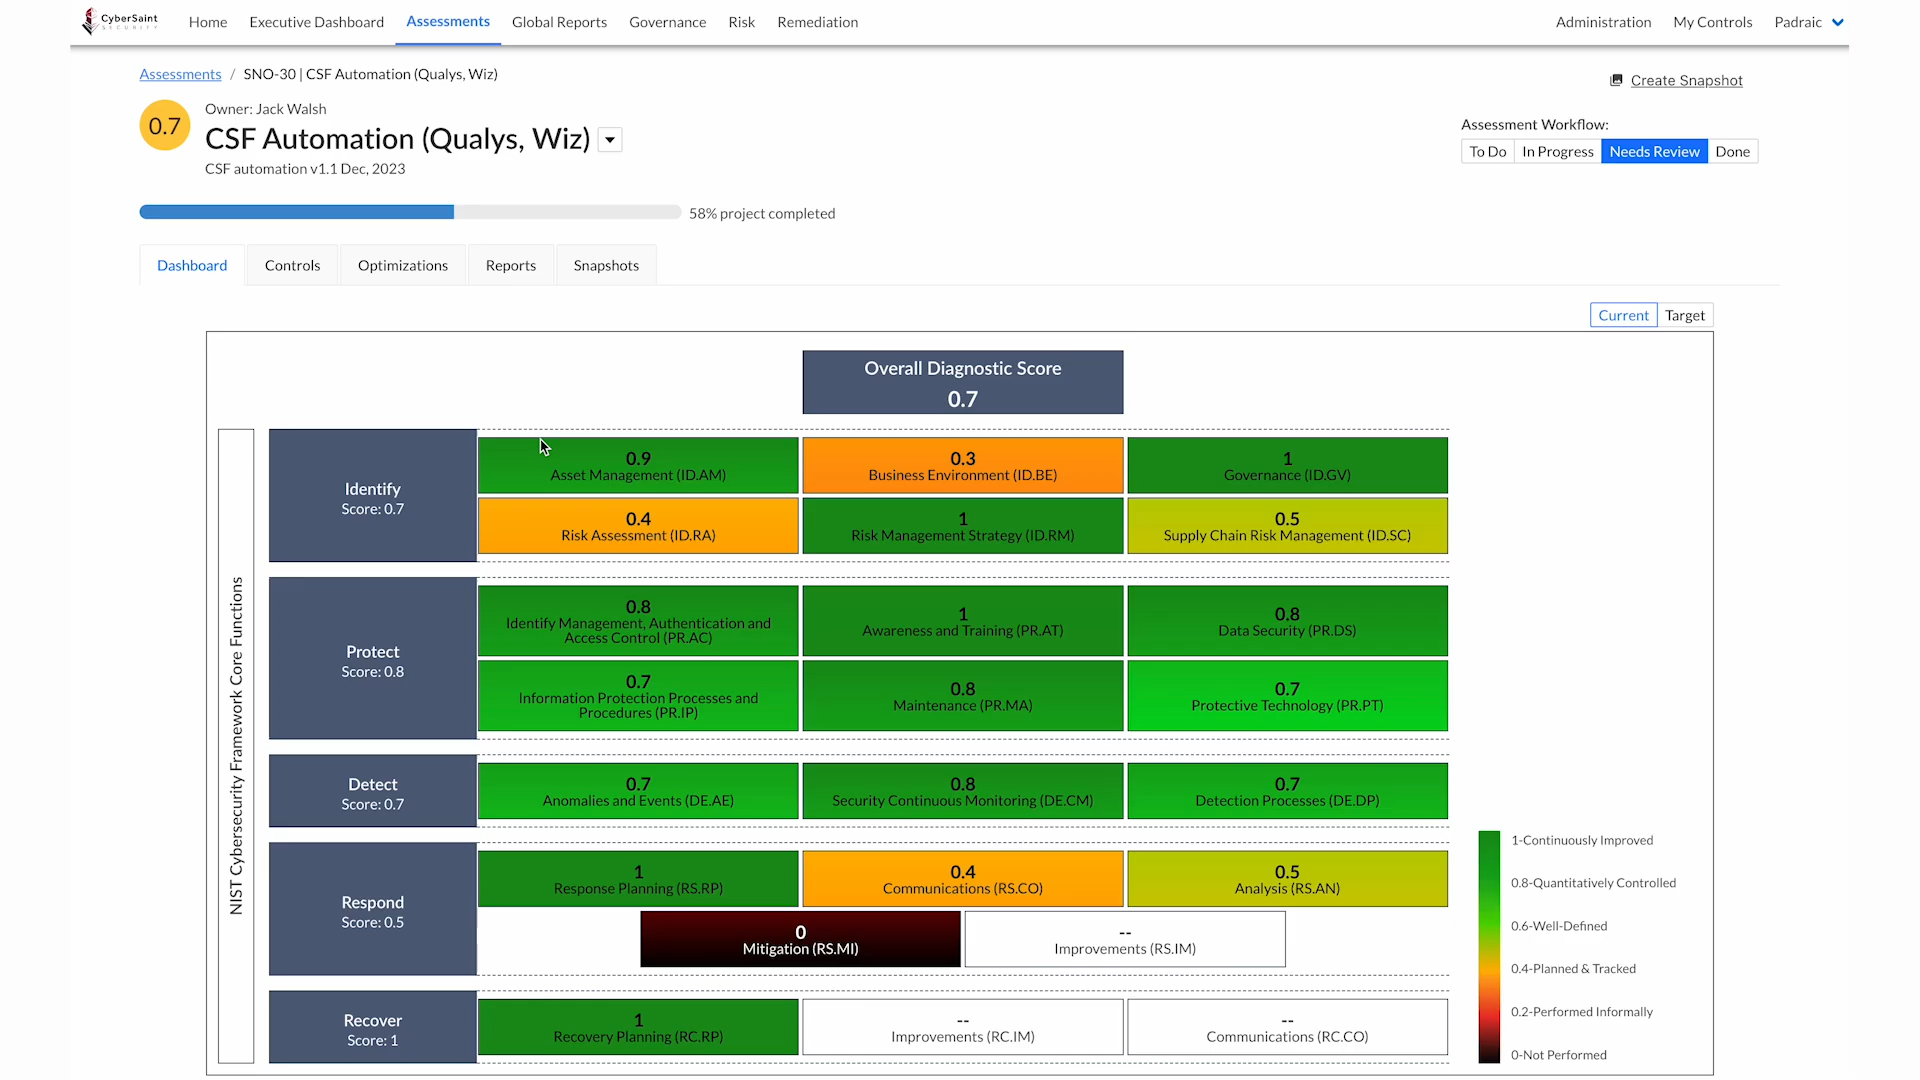 CyberSaint
SECURITY
Home
Executive Dashboard
Assessments
Global Reports
Governance
Risk
Remediation
Administration
My Controls
Padraic
Assessments / SNO-30 | CSF Automation (Qualys, Wiz)
Create Snapshot
0.7
Owner: Jack Walsh
CSF Automation (Qualys, Wiz)
CSF automation v1.1 Dec, 2023
Assessment Workflow:
To Do
In Progress
Needs Review
Done
58% project completed
Dashboard
Controls
Optimizations
Reports
Snapshots
Current
Target
Overall Diagnostic Score
0.7
NIST Cybersecurity Framework Core Functions
Identify
Score: 0.7
0.9
Asset Management (ID.AM)
0.3
Business Environment (ID.BE)
1
Governance (ID.GV)
0.4
Risk Assessment (ID.RA)
1
Risk Management Strategy (ID.RM)
0.5
Supply Chain Risk Management (ID.SC)
Protect
Score: 0.8
0.8
Identify Management, Authentication and
Access Control (PR.AC)
1
Awareness and Training (PR.AT)
0.8
Data Security (PR.DS)
0.7
Information Protection Processes and
Procedures (PR.IP)
0.8
Maintenance (PR.MA)
0.7
Protective Technology (PR.PT)
Detect
Score: 0.7
0.7
Anomalies and Events (DE.AE)
0.8
Security Continuous Monitoring (DE.CM)
0.7
Detection Processes (DE.DP)
Respond
Score: 0.5
1
Response Planning (RS.RP)
0.4
Communications (RS.CO)
0.5
Analysis (RS.AN)
0
Mitigation (RS.MI)
--
Improvements (RS.IM)
Recover
Score: 1
1
Recovery Planning (RC.RP)
--
Improvements (RC.IM)
--
Communications (RC.CO)
1-Continuously Improved
0.8-Quantitatively Controlled
0.6-Well-Defined
0.4-Planned & Tracked
0.2-Performed Informally
0-Not Performed